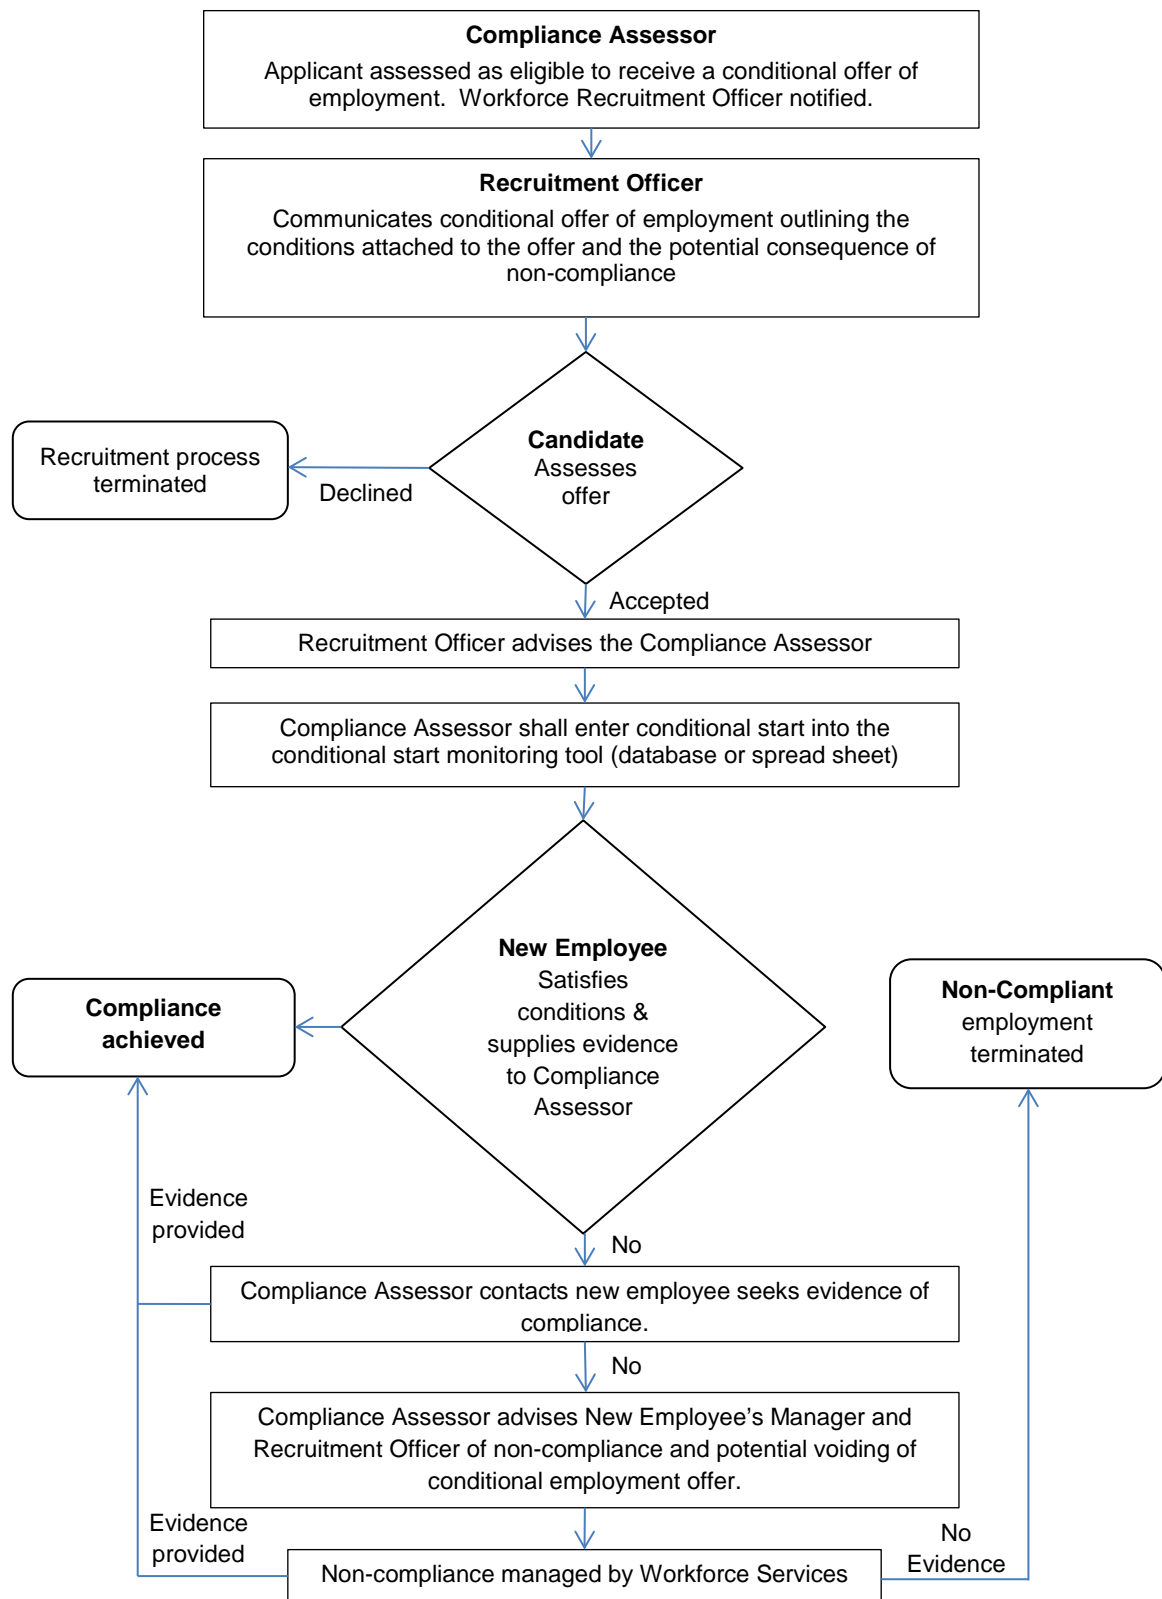 Compliance Assessor
Applicant assessed as eligible to receive a conditional offer of
employment.  Workforce Recruitment Officer notified.
Recruitment Officer
Communicates conditional offer of employment outlining the
conditions attached to the offer and the potential consequence of
non-compliance
Candidate
Assesses
offer
Recruitment process
terminated
Declined
Accepted
Recruitment Officer advises the Compliance Assessor
Compliance Assessor shall enter conditional start into the
conditional start monitoring tool (database or spread sheet)
New Employee
Satisfies
conditions &
supplies evidence
to Compliance
Assessor
Compliance
achieved
Non-Compliant
employment
terminated
Evidence
provided
No
Compliance Assessor contacts new employee seeks evidence of
compliance.
No
Compliance Assessor advises New Employee’s Manager and
Recruitment Officer of non-compliance and potential voiding of
conditional employment offer.
Evidence
provided
No
Evidence
Non-compliance managed by Workforce Services